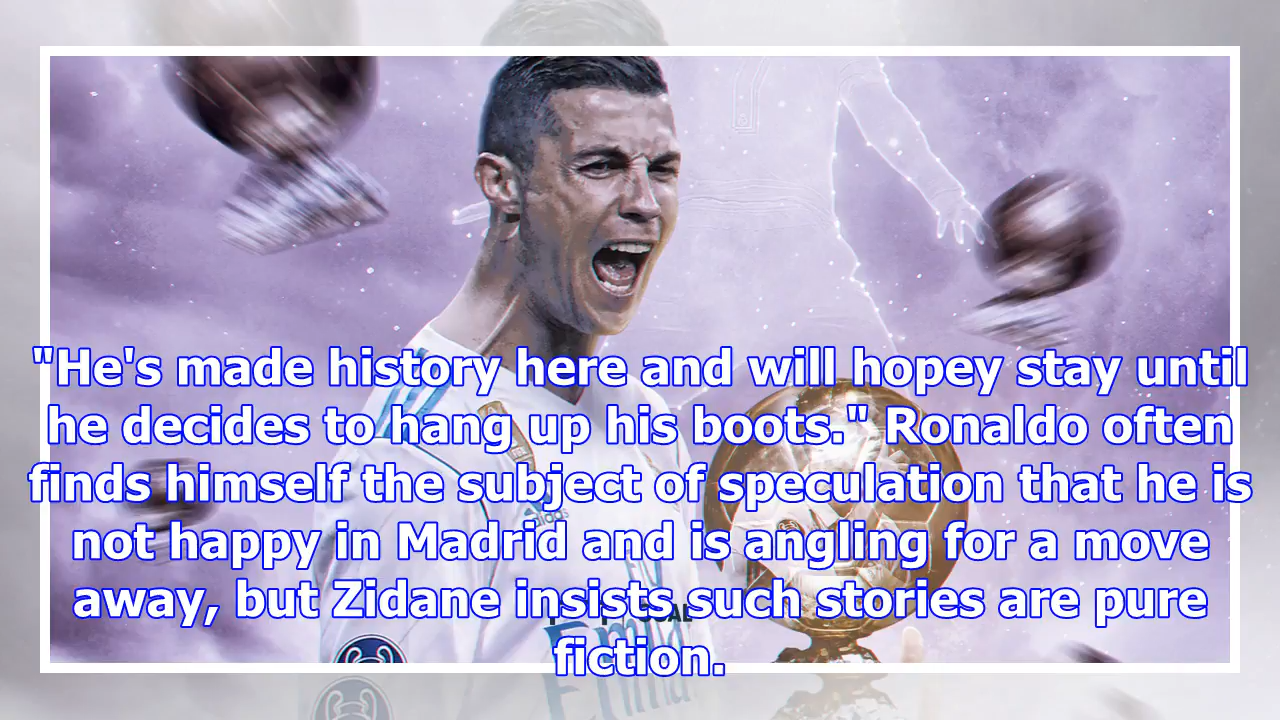 "He's made history here and will hopey stay until
he decides to hang up his boots." Ronaldo often
finds himself the subject of speculation that he is
not happy in Madrid and is angling for a move
away, but Zidane insists such stories are pure
fiction.
adidas
GOAL